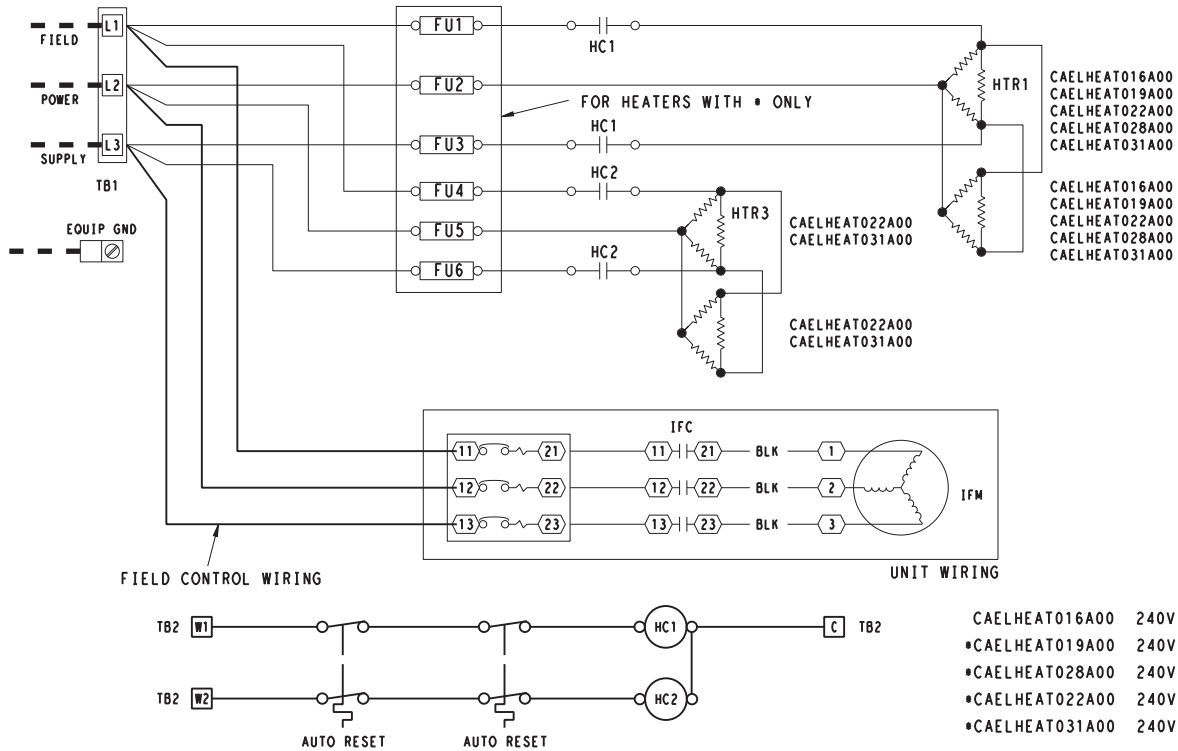 L1
FIELD
L2
POWER
L3
SUPPLY
TB1
EQUIP GND
FU1
HC1
FU2
FOR HEATERS WITH * ONLY
HC1
FU3
HC2
FU4
FU5
HC2
FU6
HTR1
CAELHEAT016A00
CAELHEAT019A00
CAELHEAT022A00
CAELHEAT028A00
CAELHEAT031A00
CAELHEAT016A00
CAELHEAT019A00
CAELHEAT022A00
CAELHEAT028A00
CAELHEAT031A00
HTR3
CAELHEAT022A00
CAELHEAT031A00
CAELHEAT022A00
CAELHEAT031A00
IFC
11 21 11 21 BLK 1
12 22 12 22 BLK 2
IFM
13 23 13 23 BLK 3
UNIT WIRING
FIELD CONTROL WIRING
TB2 W1 HC1 C TB2
TB2 W2 HC2
AUTO RESET AUTO RESET
CAELHEAT016A00 240V
*CAELHEAT019A00 240V
*CAELHEAT028A00 240V
*CAELHEAT022A00 240V
*CAELHEAT031A00 240V